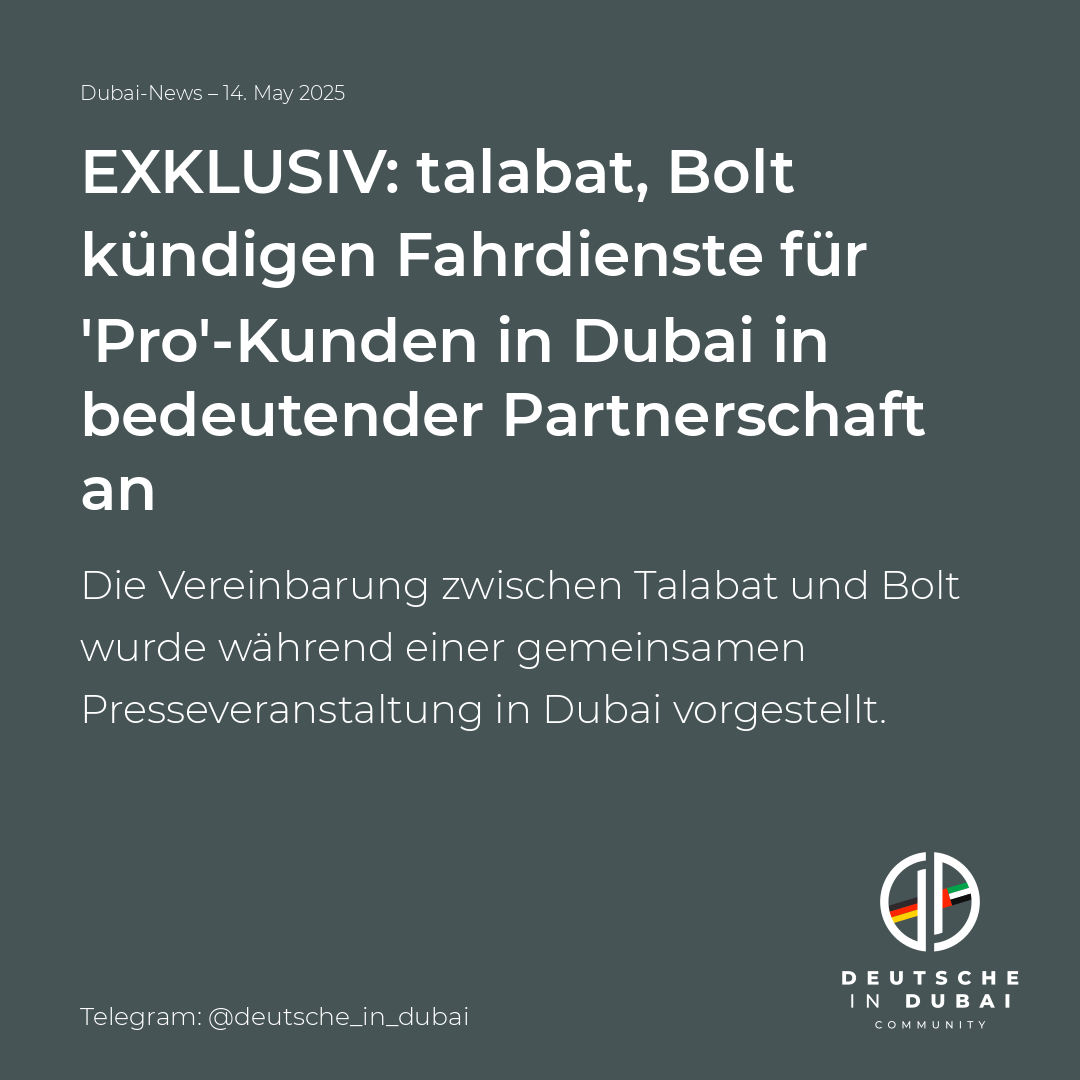 Dubai-News – 14. May 2025
EXKLUSIV: talabat, Bolt
kündigen Fahrdienste für
'Pro'-Kunden in Dubai in
bedeutender Partnerschaft
an
Die Vereinbarung zwischen Talabat und Bolt
wurde während einer gemeinsamen
Presseveranstaltung in Dubai vorgestellt.
DEUTSCHE
IN DUBAI
COMMUNITY
Telegram: @deutsche_in_dubai